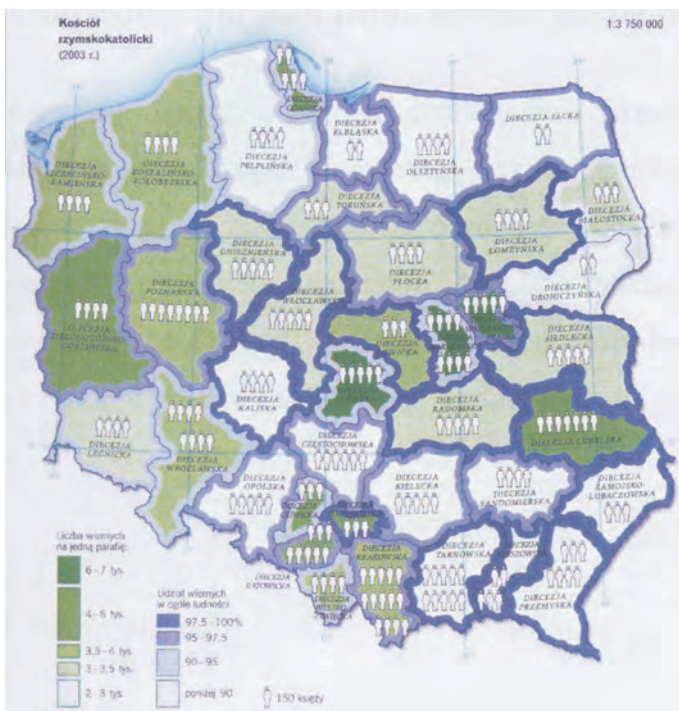 Kościół
rzymskokatolicki
(2003 r.)
1:3 750 000
DIECEZJA
PELPLIŃSKA
DIECEZJA
ELBLĄSKA
DIECEZJA
OLSZTYŃSKA
DIECEZJA EŁCKA
DIECEZJA
KOSZALIŃSKO-
KOŁOBRZESKA
DIECEZJA
KAMIEŃSKA
DIECEZJA
TORUŃSKA
DIECEZJA
ŁOMŻYŃSKA
DIECEZJA
BIAŁOSTOCKA
DIECEZJA
GNIEŹNIEŃSKA
DIECEZJA
PŁOCKA
DIECEZJA
DROHICZYŃSKA
DIECEZJA
POZNAŃSKA
DIECEZJA
WŁOCŁAWSKA
DIECEZJA
DIECEZJA
SIEDLECKA
DIECEZJA
KALISKA
DIECEZJA
RADOMSKA
DIECEZJA LUBELSKA
DIECEZJA
LEGNICKA
DIECEZJA
WROCŁAWSKA
DIECEZJA
CZĘSTOCHOWSKA
DIECEZJA
OPOLSKA
DIECEZJA
KIELECKA
DIECEZJA
SANDOMIERSKA
DIECEZJA
ZAMOJSKO-
LUBACZOWSKA
DIECEZJA
KATOWICKA
DIECEZJA
KRAKOWSKA
DIECEZJA
TARNOWSKA
DIECEZJA
PRZEMYSKA
Liczba wiernych
na jedną parafię:
6–7 tys.
4–6 tys.
3,5–4 tys.
3–3,5 tys.
2–3 tys.
Udział wiernych
w ogóle ludności:
97.5–100%
95–97.5
90–95
poniżej 90
150 księży